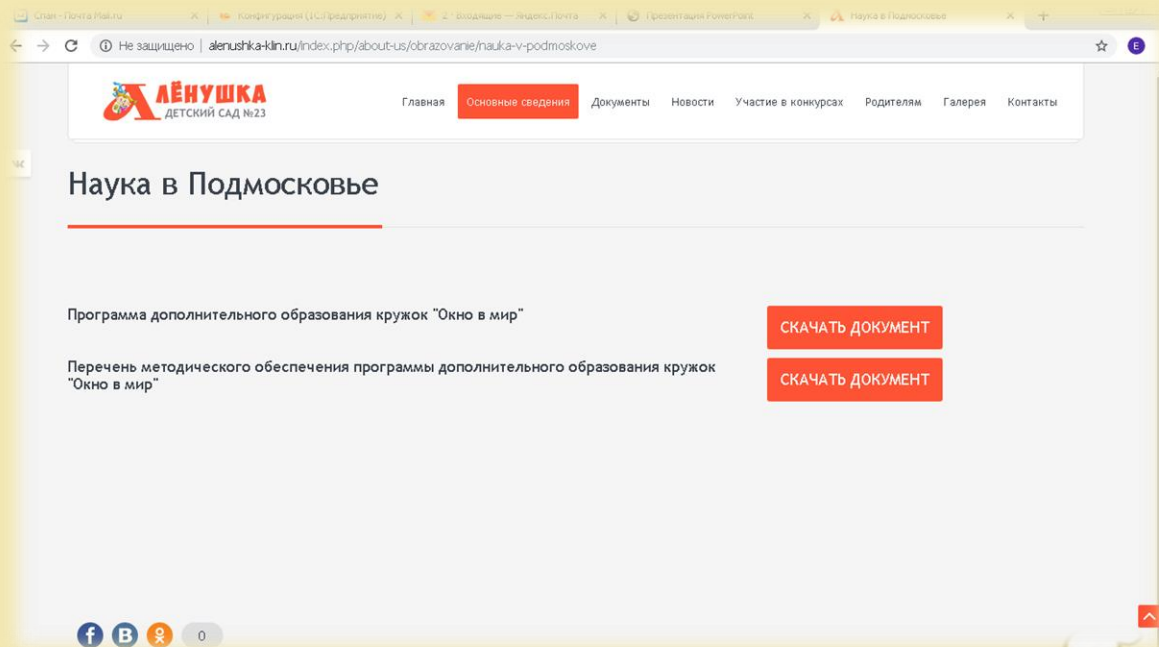 Спам - Почта Mail.ru
Конфигурация (1С:Предприятие)
2 · Входящие — Яндекс.Почта
Презентация PowerPoint
Наука в Подмосковье
Не защищено | alenushka-klin.ru/index.php/about-us/obrazovanie/nauka-v-podmoskove
E
АЛЁНУШКА
ДЕТСКИЙ САД №23
Главная
Основные сведения
Документы
Новости
Участие в конкурсах
Родителям
Галерея
Контакты
Наука в Подмосковье
Программа дополнительного образования кружок "Окно в мир"
СКАЧАТЬ ДОКУМЕНТ
Перечень методического обеспечения программы дополнительного образования кружок
"Окно в мир"
СКАЧАТЬ ДОКУМЕНТ
0